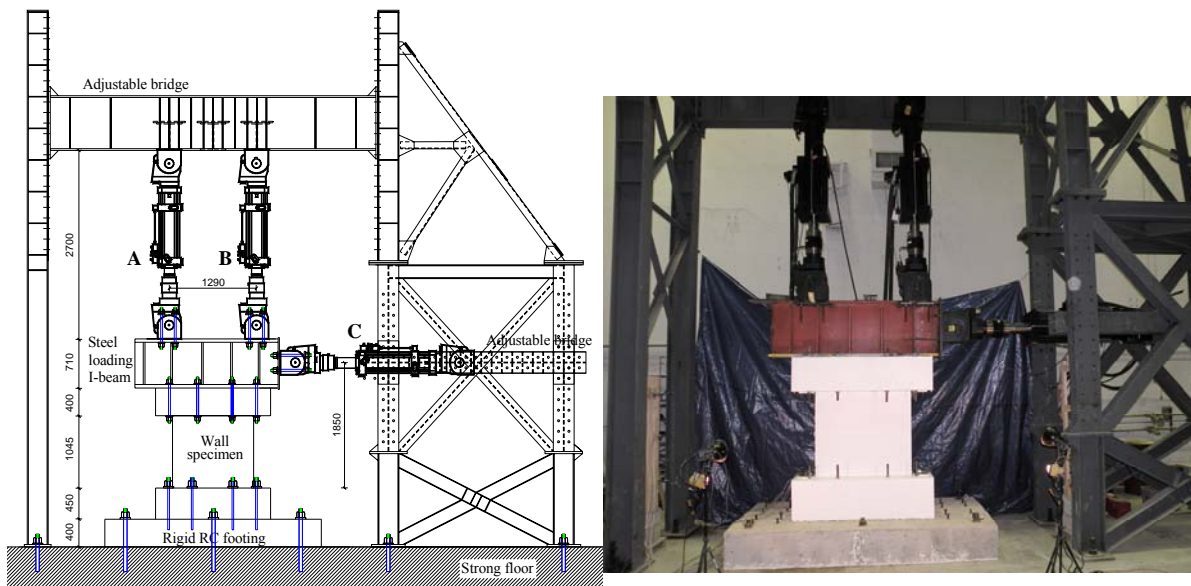 Adjustable bridge
2700
A
B
1290
C
Steel
loading
I-beam
Adjustable bridge
710
400
1850
Wall
specimen
1045
450
400
Rigid RC footing
Strong floor